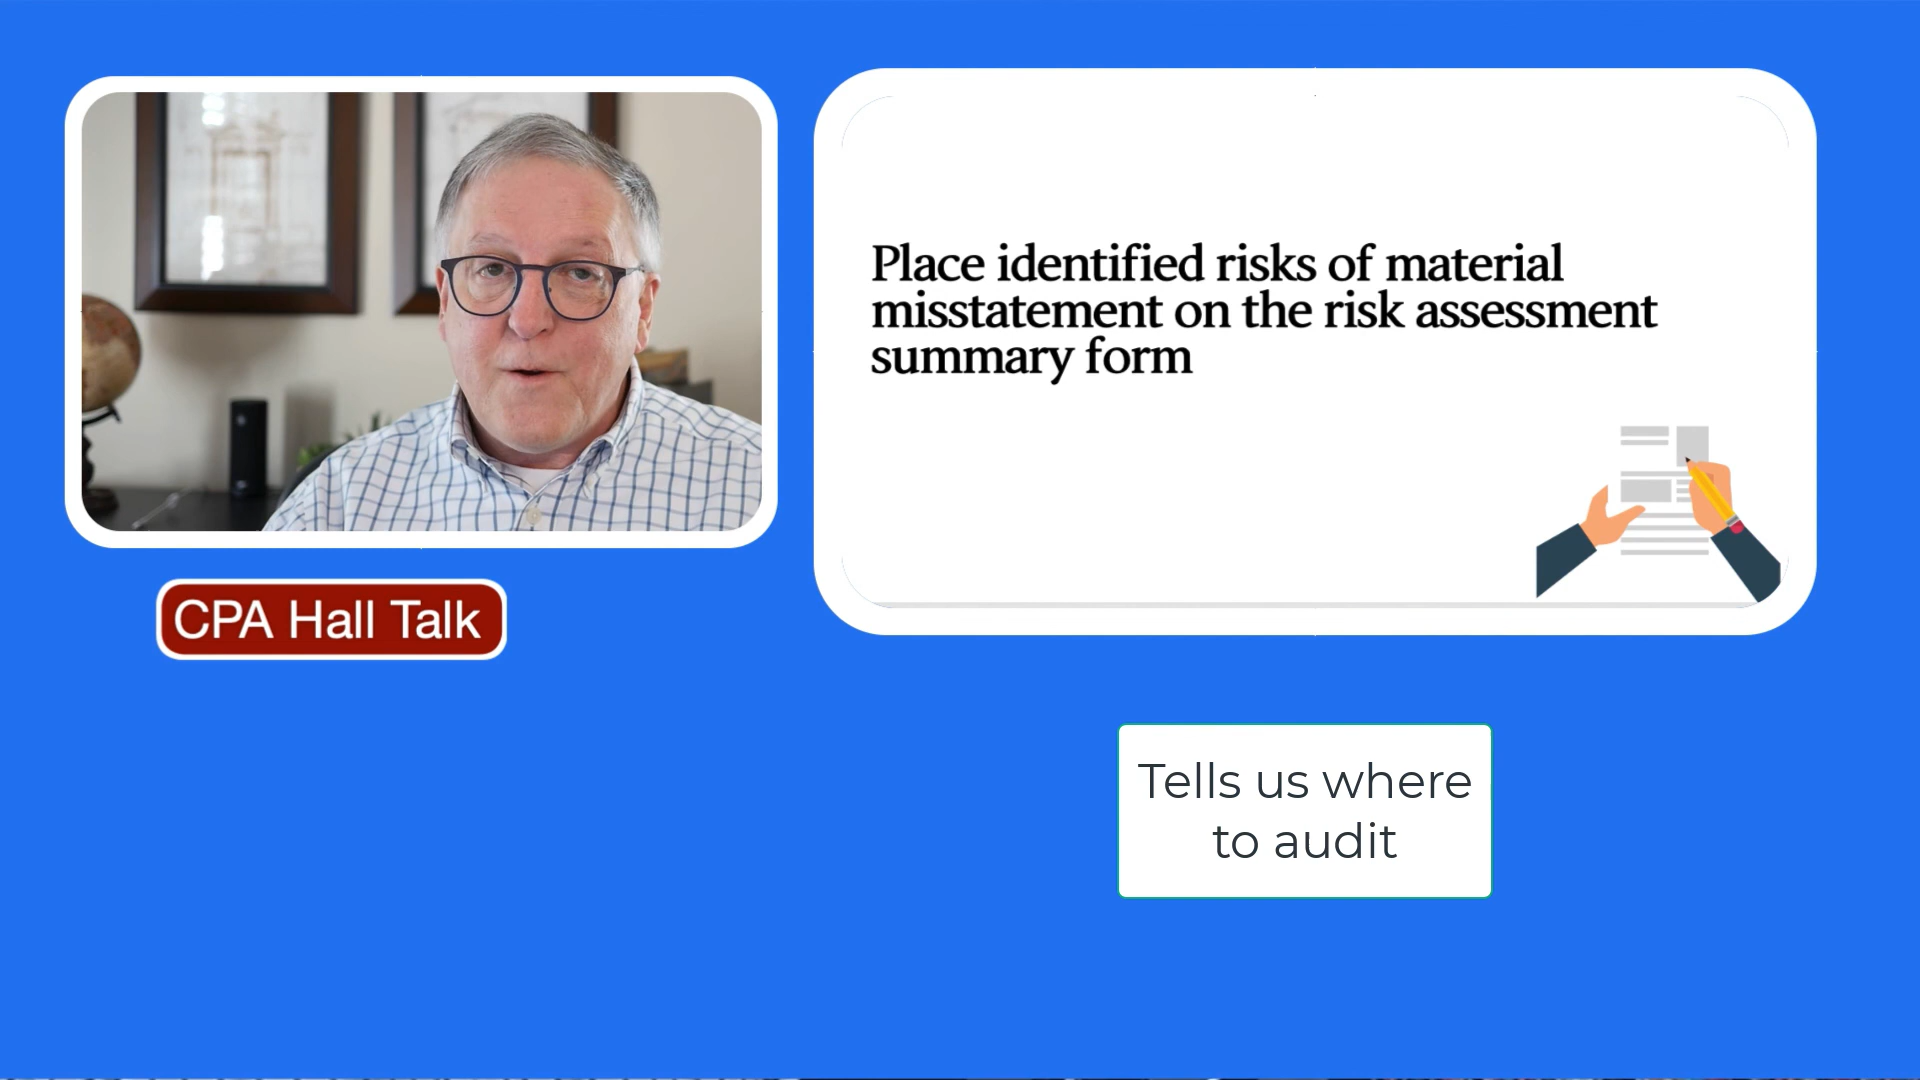 Place identified risks of material
misstatement on the risk assessment
summary form
CPA Hall Talk
Tells us where
to audit